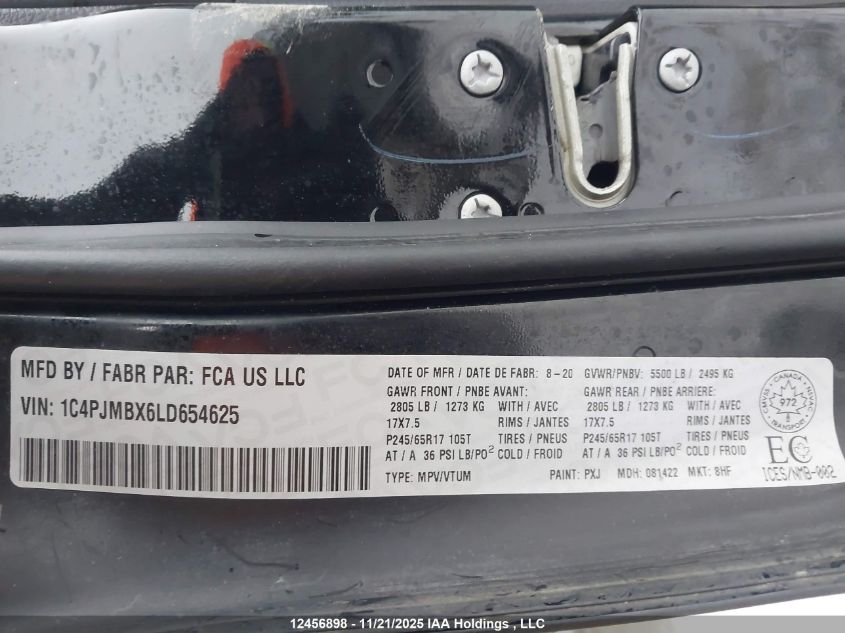 MFD BY / FABR PAR: FCA US LLC
VIN: 1C4PJMBX6LD654625
DATE OF MFR / DATE DE FABR: 8-20 GVWR/PNBV: 5500 LB / 2495 KG
GAWR FRONT / PNBE AVANT: GAWR REAR / PNBE ARRIERE:
2805 LB / 1273 KG WITH / AVEC 2805 LB / 1273 KG WITH / AVEC
17X7.5 RIMS / JANTES 17X7.5 RIMS / JANTES
P245/65R17 105T TIRES / PNEUS P245/65R17 105T TIRES / PNEUS
AT / A 36 PSI LB/PO² COLD / FROID AT / A 36 PSI LB/PO² COLD / FROID
TYPE: MPV/VTUM PAINT: PXJ MDH: 081422 MKT: 8HF
CANADA
CMVSS NSVAC
972
TRANSPORT
EC
ICES/NMB-002
12456898 - 11/21/2025 IAA Holdings, LLC